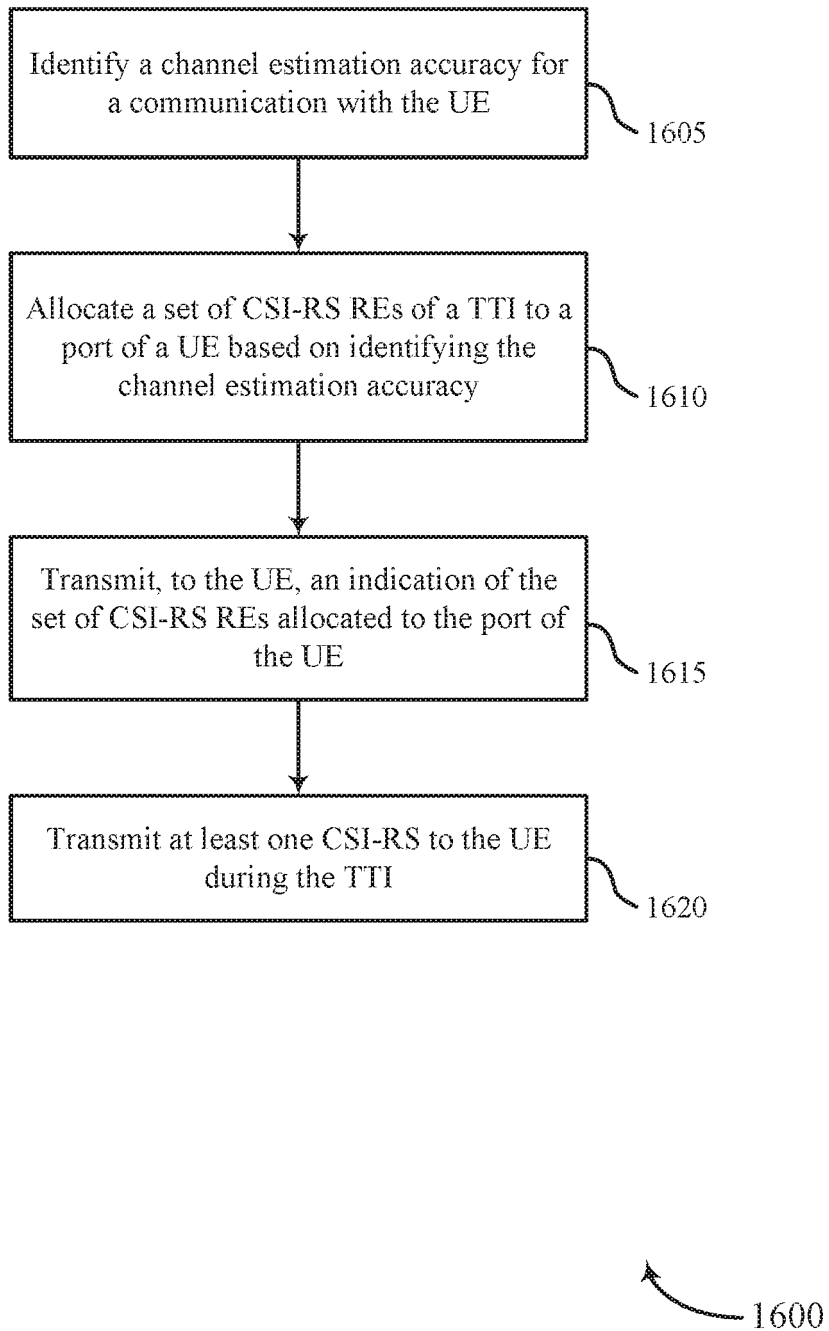 Identify a channel estimation accuracy for
a communication with the UE
1605
Allocate a set of CSI-RS REs of a TTI to a
port of a UE based on identifying the
channel estimation accuracy
1610
Transmit, to the UE, an indication of the
set of CSI-RS REs allocated to the port of
the UE
1615
Transmit at least one CSI-RS to the UE
during the TTI
1620
1600